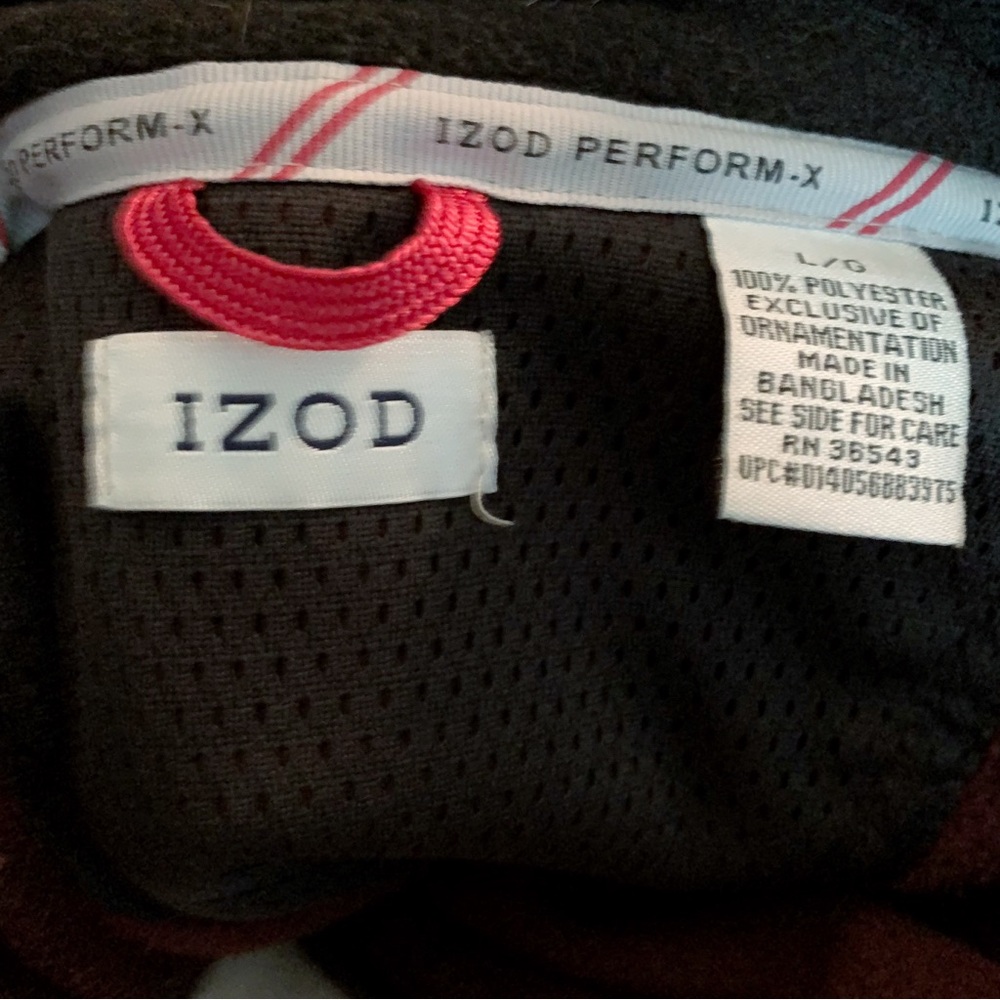 PERFORM-X
IZOD PERFORM-X
IZOD
L/G
100% POLYESTER
EXCLUSIVE OF
ORNAMENTATION
MADE IN
BANGLADESH
SEE SIDE FOR CARE
RN 36543
UPC#014056883975